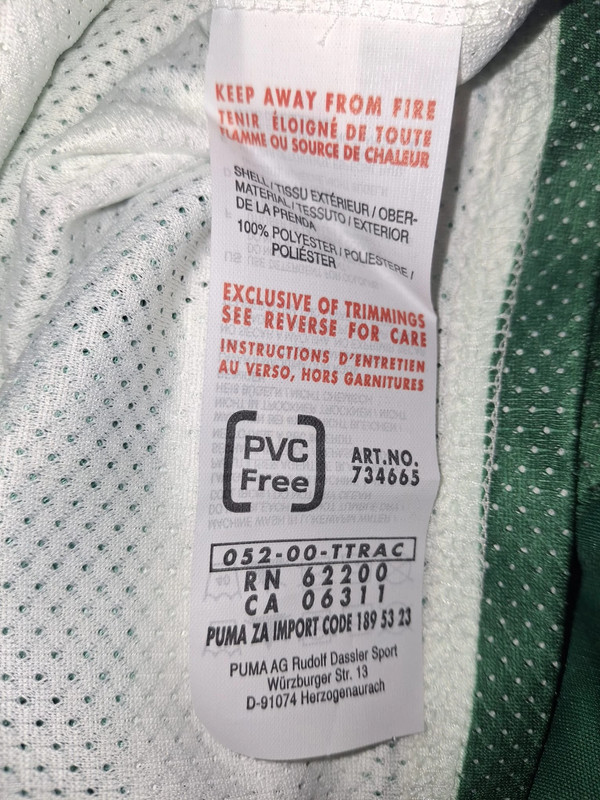 KEEP AWAY FROM FIRE
TENIR ÉLOIGNÉ DE TOUTE
FLAMME OU SOURCE DE CHALEUR
SHELL / TISSU EXTÉRIEUR / OBER-
MATERIAL / TESSUTO / EXTERIOR
DE LA PRENDA
100% POLYESTER / POLIESTERE /
POLIÉSTER
EXCLUSIVE OF TRIMMINGS
SEE REVERSE FOR CARE
INSTRUCTIONS D'ENTRETIEN
AU VERSO, HORS GARNITURES
PVC
Free
ART.NO.
734665
052-00-TTRAC
RN 62200
CA 06311
PUMA ZA IMPORT CODE 189 53 23
PUMA AG Rudolf Dassler Sport
Würzburger Str. 13
D-91074 Herzogenaurach